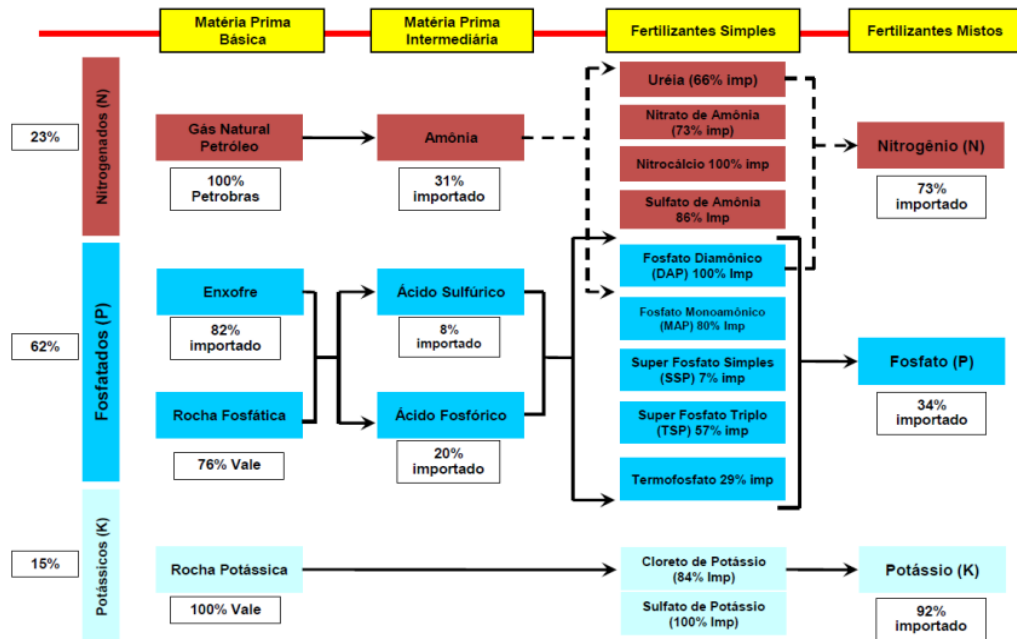 Matéria Prima
Básica
Matéria Prima
Intermediária
Fertilizantes Simples
Fertilizantes Mistos
Nitrogenados (N)
23%
Gás Natural
Petróleo
100%
Petrobras
Amônia
31%
importado
Uréia (66% imp)
Nitrato de Amônia
(73% imp)
Nitrocálcio 100% imp
Sulfato de Amônia
86% Imp
Nitrogênio (N)
73%
importado
Fosfatados (P)
62%
Enxofre
82%
importado
Rocha Fosfática
76% Vale
Ácido Sulfúrico
8%
importado
Ácido Fosfórico
20%
importado
Fosfato Diamônico
(DAP) 100% Imp
Fosfato Monoamônico
(MAP) 80% Imp
Super Fosfato Simples
(SSP) 7% imp
Super Fosfato Triplo
(TSP) 57% imp
Termofosfato 29% imp
Fosfato (P)
34%
importado
Potássicos (K)
15%
Rocha Potássica
100% Vale
Cloreto de Potássio
(84% Imp)
Sulfato de Potássio
(100% Imp)
Potássio (K)
92%
importado